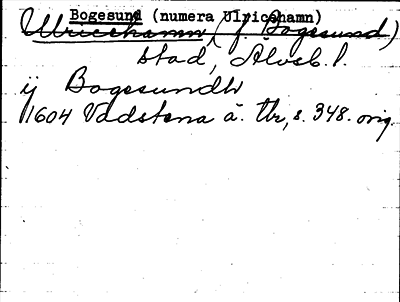 Bogesund (numera Ulricehamn)
Ulricehamn (f. Bogesund)
stad, Älvsb. l.
ij Bogesundh
1604 Vadstena ä. tb, s. 348. orig.